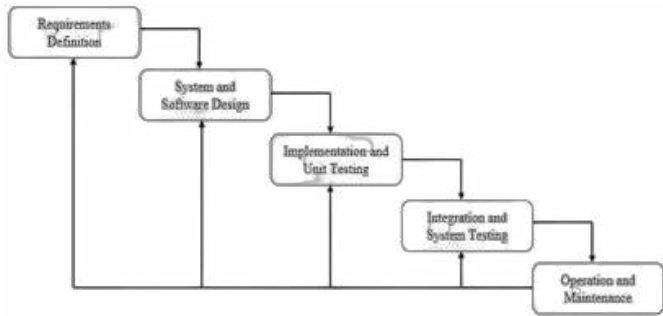 Requirements
Definition
System and
Software Design
Implementation and
Unit Testing
Integration and
System Testing
Operation and
Maintenance